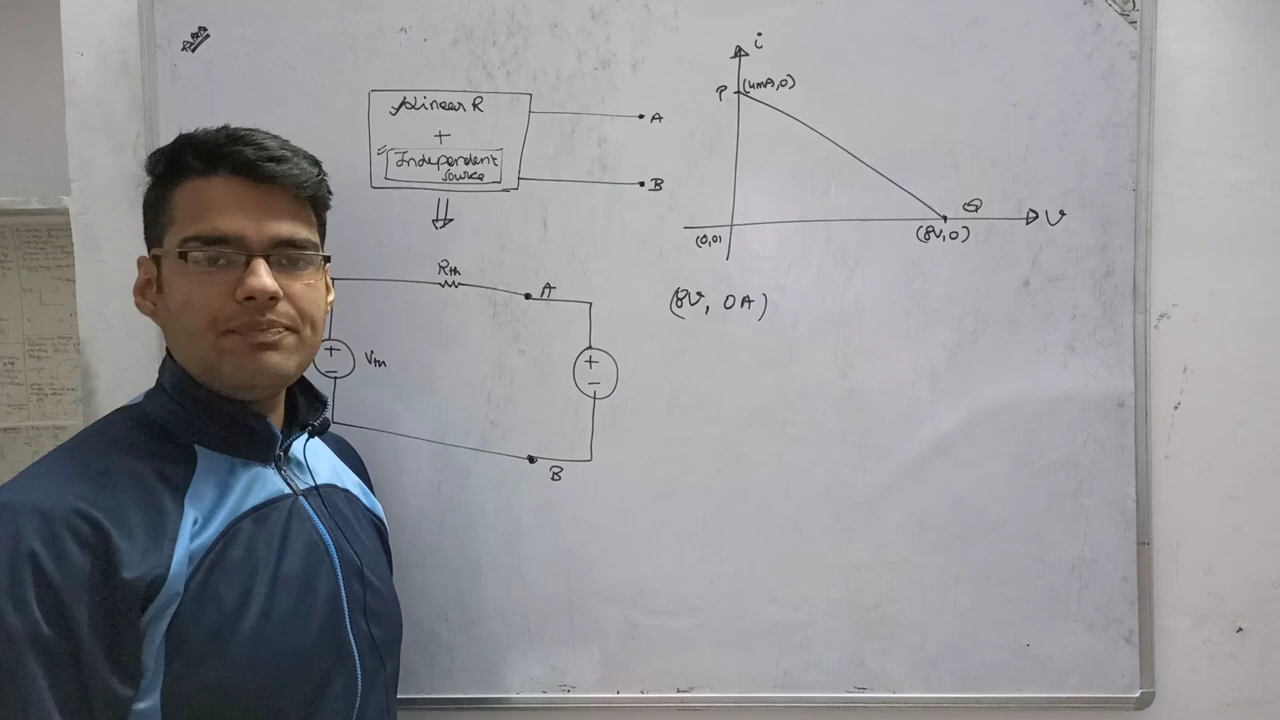 Linear R
+
Independent
source
A
B
Rth
A
+
-
Vth
+
-
B
i
P
(4mA,0)
Q
V
(0,0)
(8V,0)
(8V, 0A)